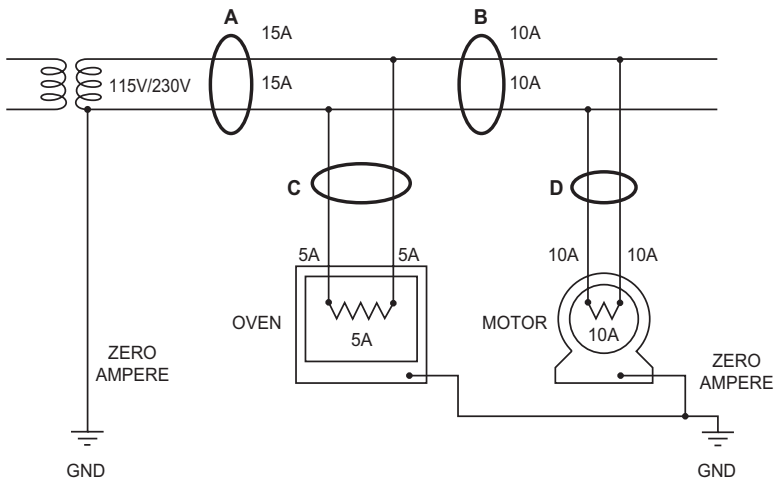 A
B
15A
10A
15A
10A
115V/230V
C
D
5A
5A
10A
10A
OVEN
5A
MOTOR
10A
ZERO
AMPERE
ZERO
AMPERE
GND
GND